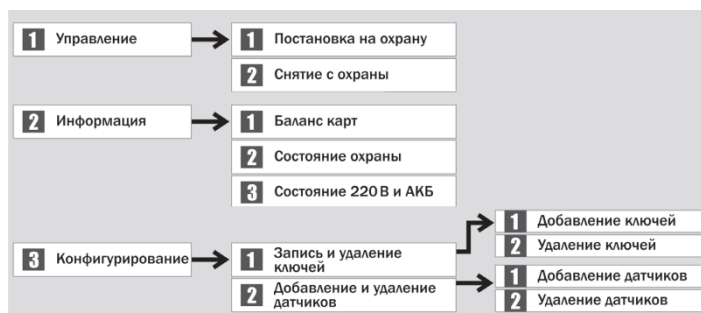 1 Управление
1 Постановка на охрану
2 Снятие с охраны
2 Информация
1 Баланс карт
2 Состояние охраны
3 Состояние 220 В и АКБ
3 Конфигурирование
1 Запись и удаление
ключей
1 Добавление ключей
2 Удаление ключей
2 Добавление и удаление
датчиков
1 Добавление датчиков
2 Удаление датчиков